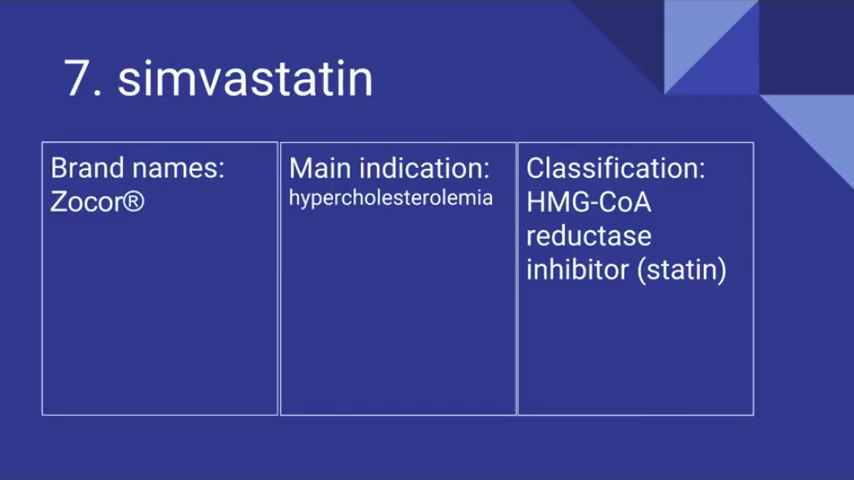 7. simvastatin
Brand names:
Zocor®
Main indication:
hypercholesterolemia
Classification:
HMG-CoA
reductase
inhibitor (statin)